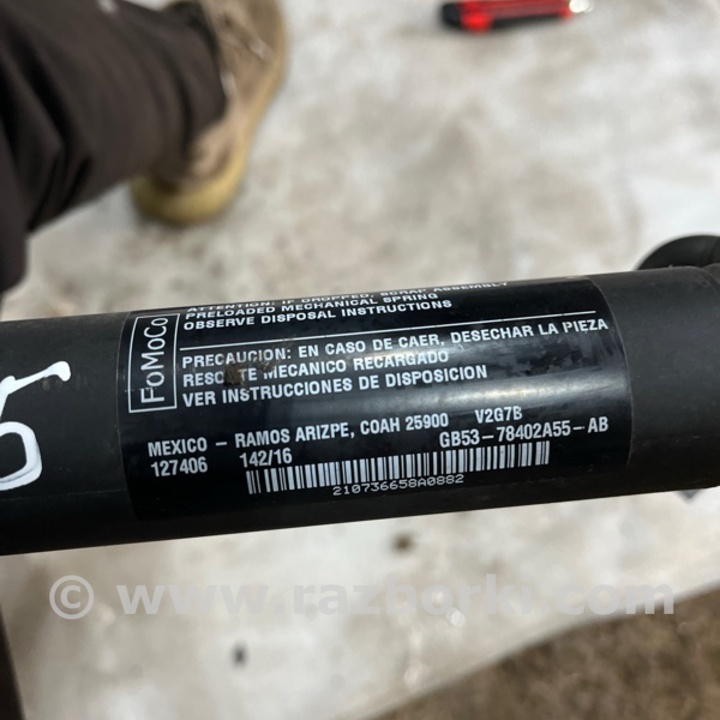 ATTENTION: IF DROPPED, SCRAP ASSEMBLY
PRELOADED MECHANICAL SPRING
OBSERVE DISPOSAL INSTRUCTIONS
FoMoCo
PRECAUCION: EN CASO DE CAER, DESECHAR LA PIEZA
RESO TE MECANICO RECARGADO
VER INSTRUCCIONES DE DISPOSICION
MEXICO - RAMOS ARIZPE, COAH 25900 V2G7B
127406 142/16 GB53-78402A55-AB
210736658A0882
© www.razborki.com